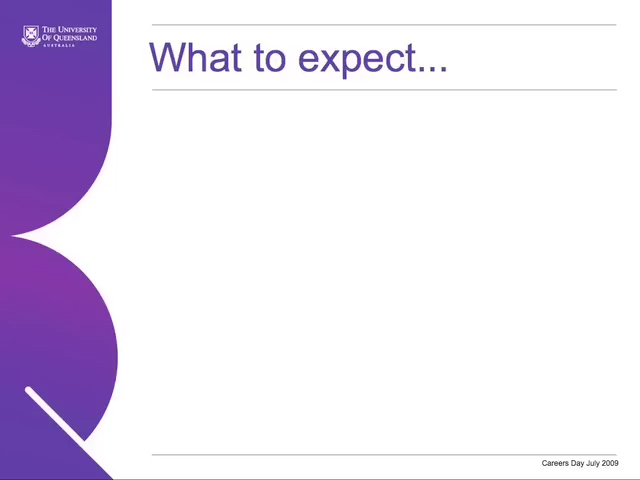 THE UNIVERSITY
OF QUEENSLAND
AUSTRALIA
What to expect...
Careers Day July 2009